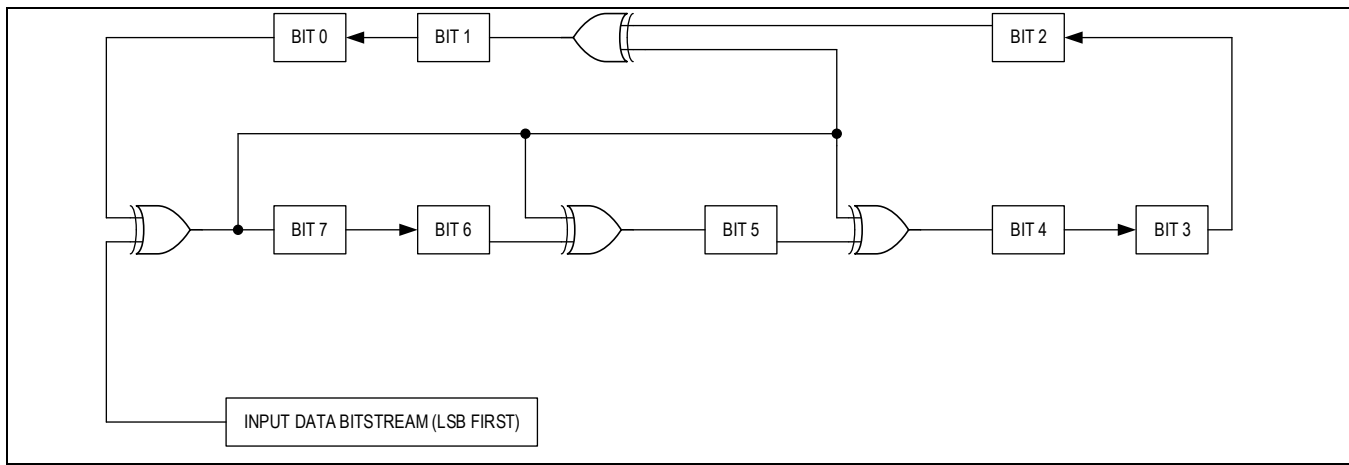 BIT 0
BIT 1
BIT 2
BIT 7
BIT 6
BIT 5
BIT 4
BIT 3
INPUT DATA BITSTREAM (LSB FIRST)